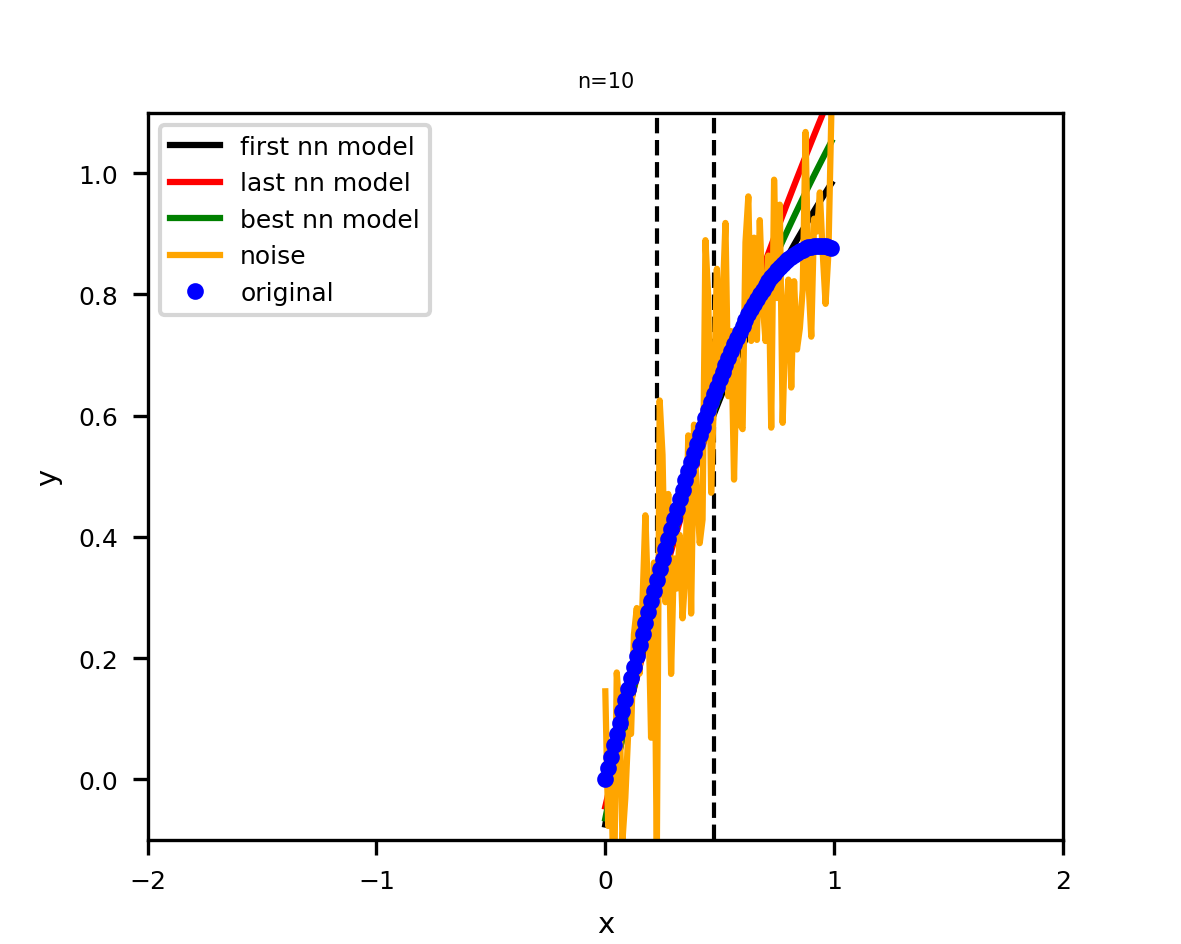 n=10
first nn model
last nn model
best nn model
noise
original
1.0
0.8
0.6
0.4
0.2
0.0
y
−2
−1
0
1
2
x